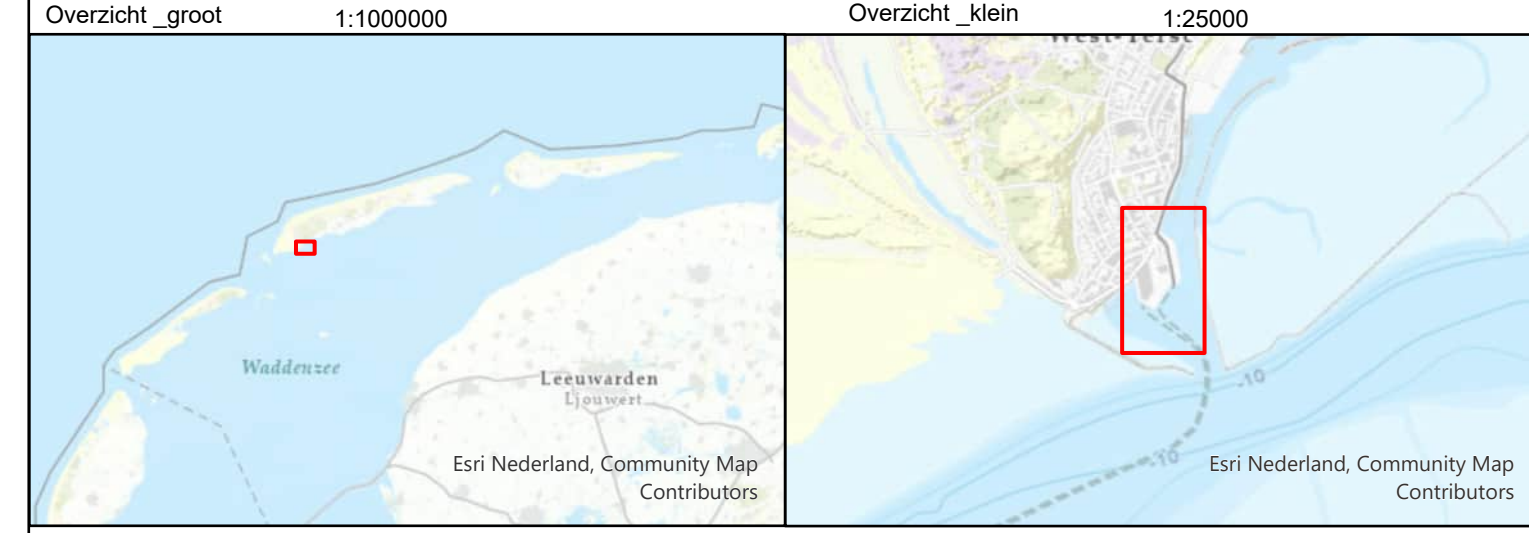 Overzicht _groot 1:1000000
Overzicht _klein 1:25000
Waddenzee
Leeuwarden
Ljouwert
Esri Nederland, Community Map
Contributors
-10
-10
Esri Nederland, Community Map
Contributors